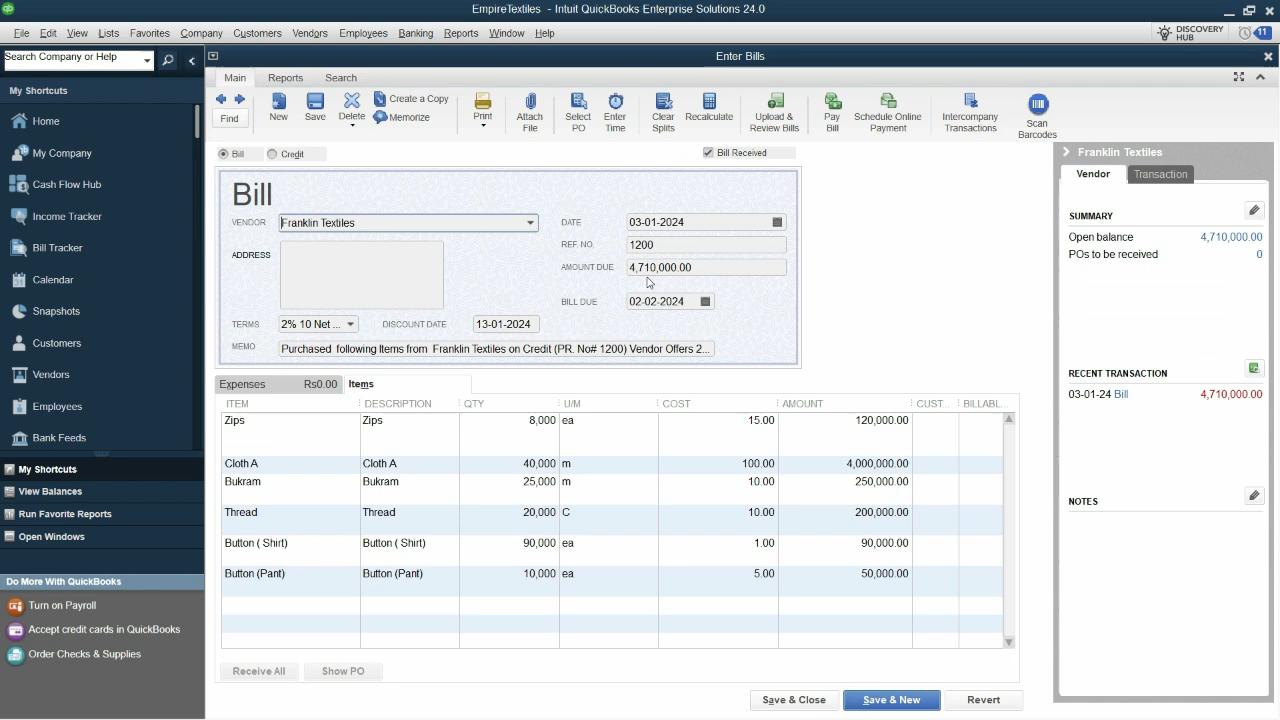 EmpireTextiles - Intuit QuickBooks Enterprise Solutions 24.0
File Edit View Lists Favorites Company Customers Vendors Employees Banking Reports Window Help
DISCOVERY HUB 11
Search Company or Help
Enter Bills
My Shortcuts
Home
My Company
Cash Flow Hub
Income Tracker
Bill Tracker
Calendar
Snapshots
Customers
Vendors
Employees
Bank Feeds
My Shortcuts
View Balances
Run Favorite Reports
Open Windows
Do More With QuickBooks
Turn on Payroll
Accept credit cards in QuickBooks
Order Checks & Supplies
Main Reports Search
Find
New
Save
Delete
Create a Copy
Memorize
Print
Attach File
Select PO
Enter Time
Clear Splits
Recalculate
Upload & Review Bills
Pay Bill
Schedule Online Payment
Intercompany Transactions
Scan Barcodes
Bill Credit Bill Received
Bill
VENDOR Franklin Textiles
DATE 03-01-2024
REF. NO. 1200
ADDRESS
AMOUNT DUE 4,710,000.00
BILL DUE 02-02-2024
TERMS 2% 10 Net ... DISCOUNT DATE 13-01-2024
MEMO Purchased following Items from Franklin Textiles on Credit (PR. No# 1200) Vendor Offers 2...
Expenses Rs0.00 Items
ITEM DESCRIPTION QTY U/M COST AMOUNT CUST... BILLABL...
Zips Zips 8,000 ea 15.00 120,000.00
Cloth A Cloth A 40,000 m 100.00 4,000,000.00
Bukram Bukram 25,000 m 10.00 250,000.00
Thread Thread 20,000 C 10.00 200,000.00
Button ( Shirt) Button ( Shirt) 90,000 ea 1.00 90,000.00
Button (Pant) Button (Pant) 10,000 ea 5.00 50,000.00
Receive All Show PO
Save & Close Save & New Revert
Franklin Textiles
Vendor Transaction
SUMMARY
Open balance 4,710,000.00
POs to be received 0
RECENT TRANSACTION
03-01-24 Bill 4,710,000.00
NOTES